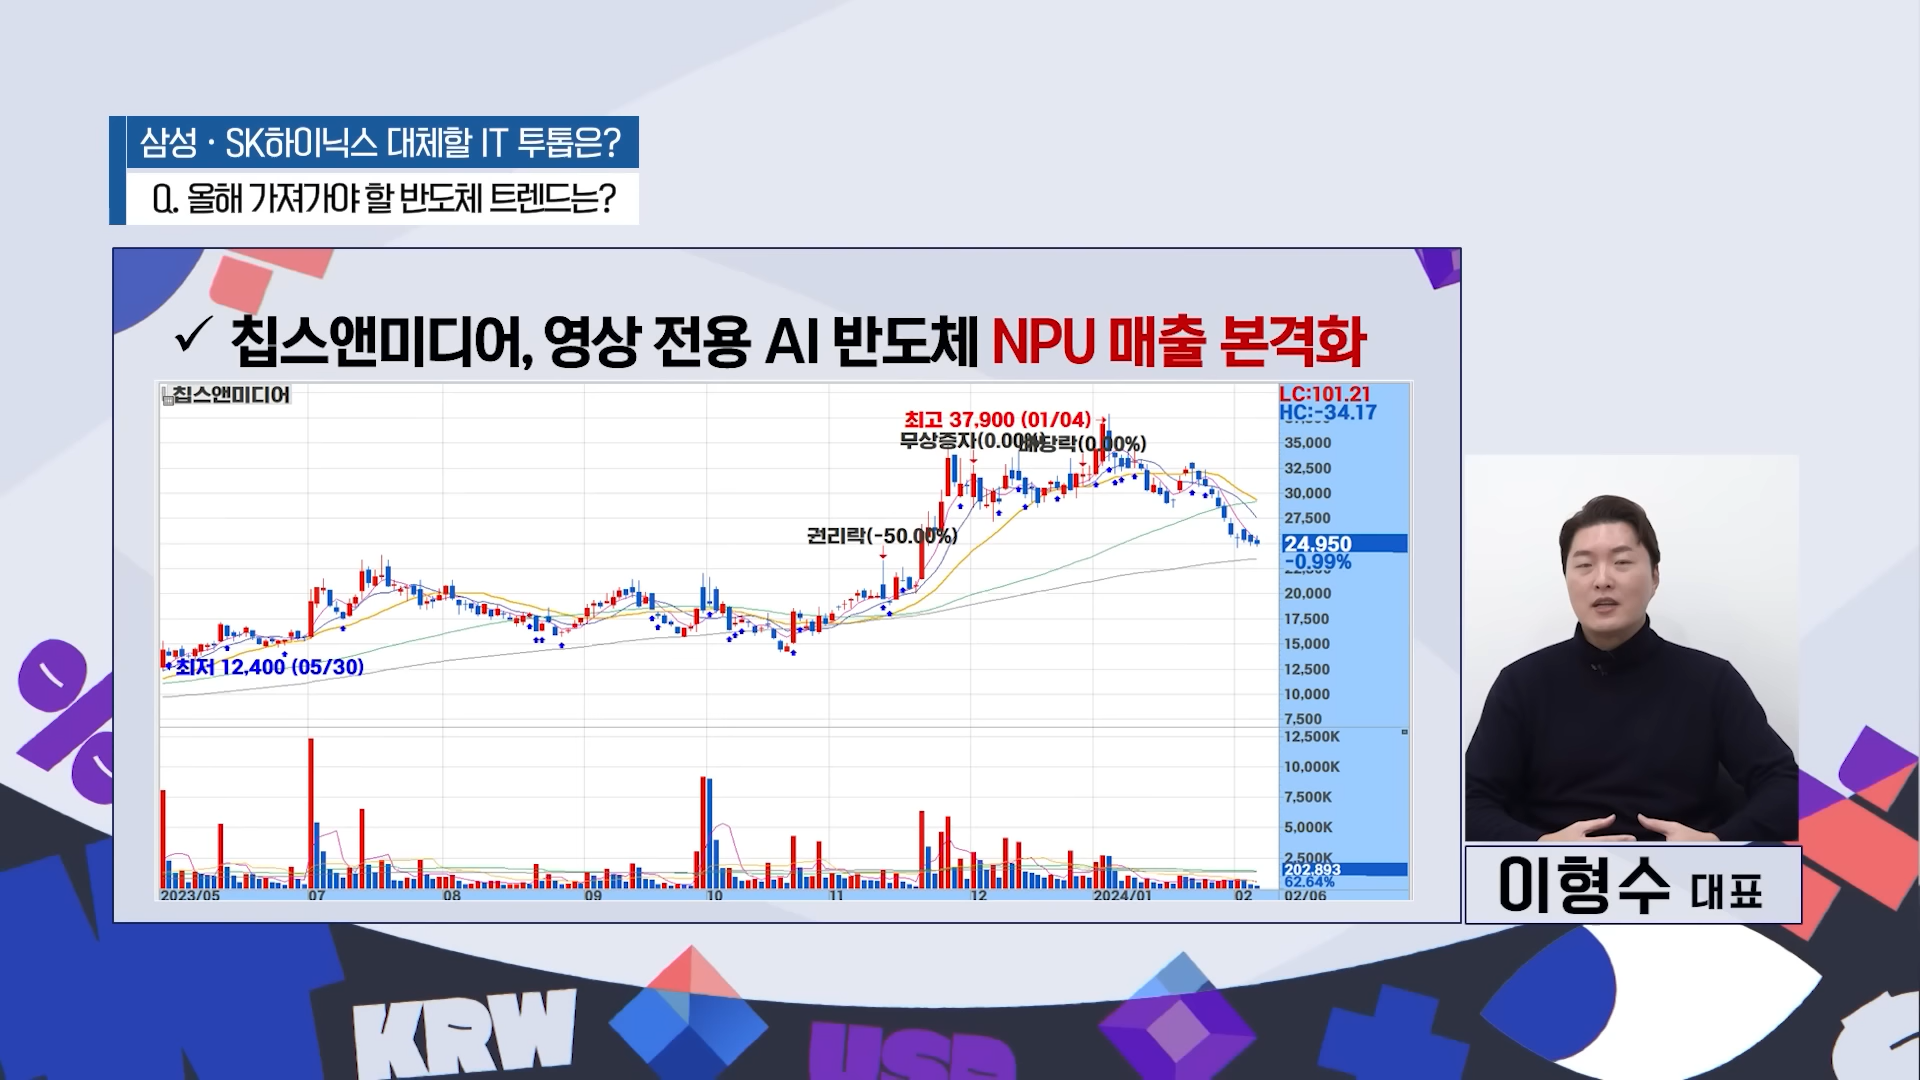 삼성·SK하이닉스 대체할 IT 투톱은?
Q. 올해 가져가야 할 반도체 트렌드는?
✓ 칩스앤미디어, 영상 전용 AI 반도체 NPU 매출 본격화
칩스앤미디어
LC:101.21
HC:-34.17
최고 37,900 (01/04)
무상증자(0.00%)
배당락(0.00%)
권리락(-50.00%)
최저 12,400 (05/30)
35,000
32,500
30,000
27,500
24,950
-0.99%
20,000
17,500
15,000
12,500
10,000
7,500
12,500K
10,000K
7,500K
5,000K
2,500K
202,893
62.64%
2023/05 07 08 09 10 11 12 2024/01 02 02/06
이형수 대표
KRW
USD